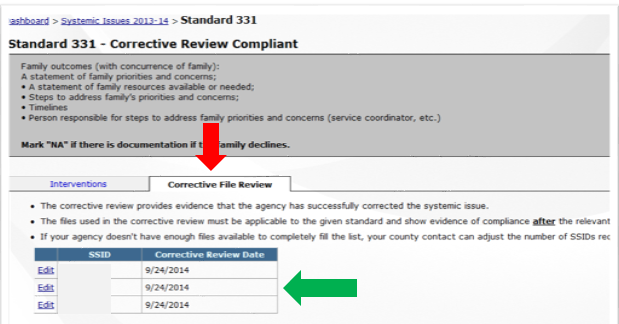 ashboard > Systemic Issues 2013-14 > Standard 331
Standard 331 - Corrective Review Compliant
Family outcomes (with concurrence of family):
A statement of family priorities and concerns;
• A statement of family resources available or needed;
• Steps to address family's priorities and concerns;
• Timelines
• Person responsible for steps to address family priorities and concerns (service coordinator, etc.)
Mark "NA" if there is documentation if t family declines.
Interventions Corrective File Review
• The corrective review provides evidence that the agency has successfully corrected the systemic issue.
• The files used in the corrective review must be applicable to the given standard and show evidence of compliance after the relevant
• If your agency doesn't have enough files available to completely fill the list, your county contact can adjust the number of SSIDs rec
SSID Corrective Review Date
Edit 9/24/2014
Edit 9/24/2014
Edit 9/24/2014